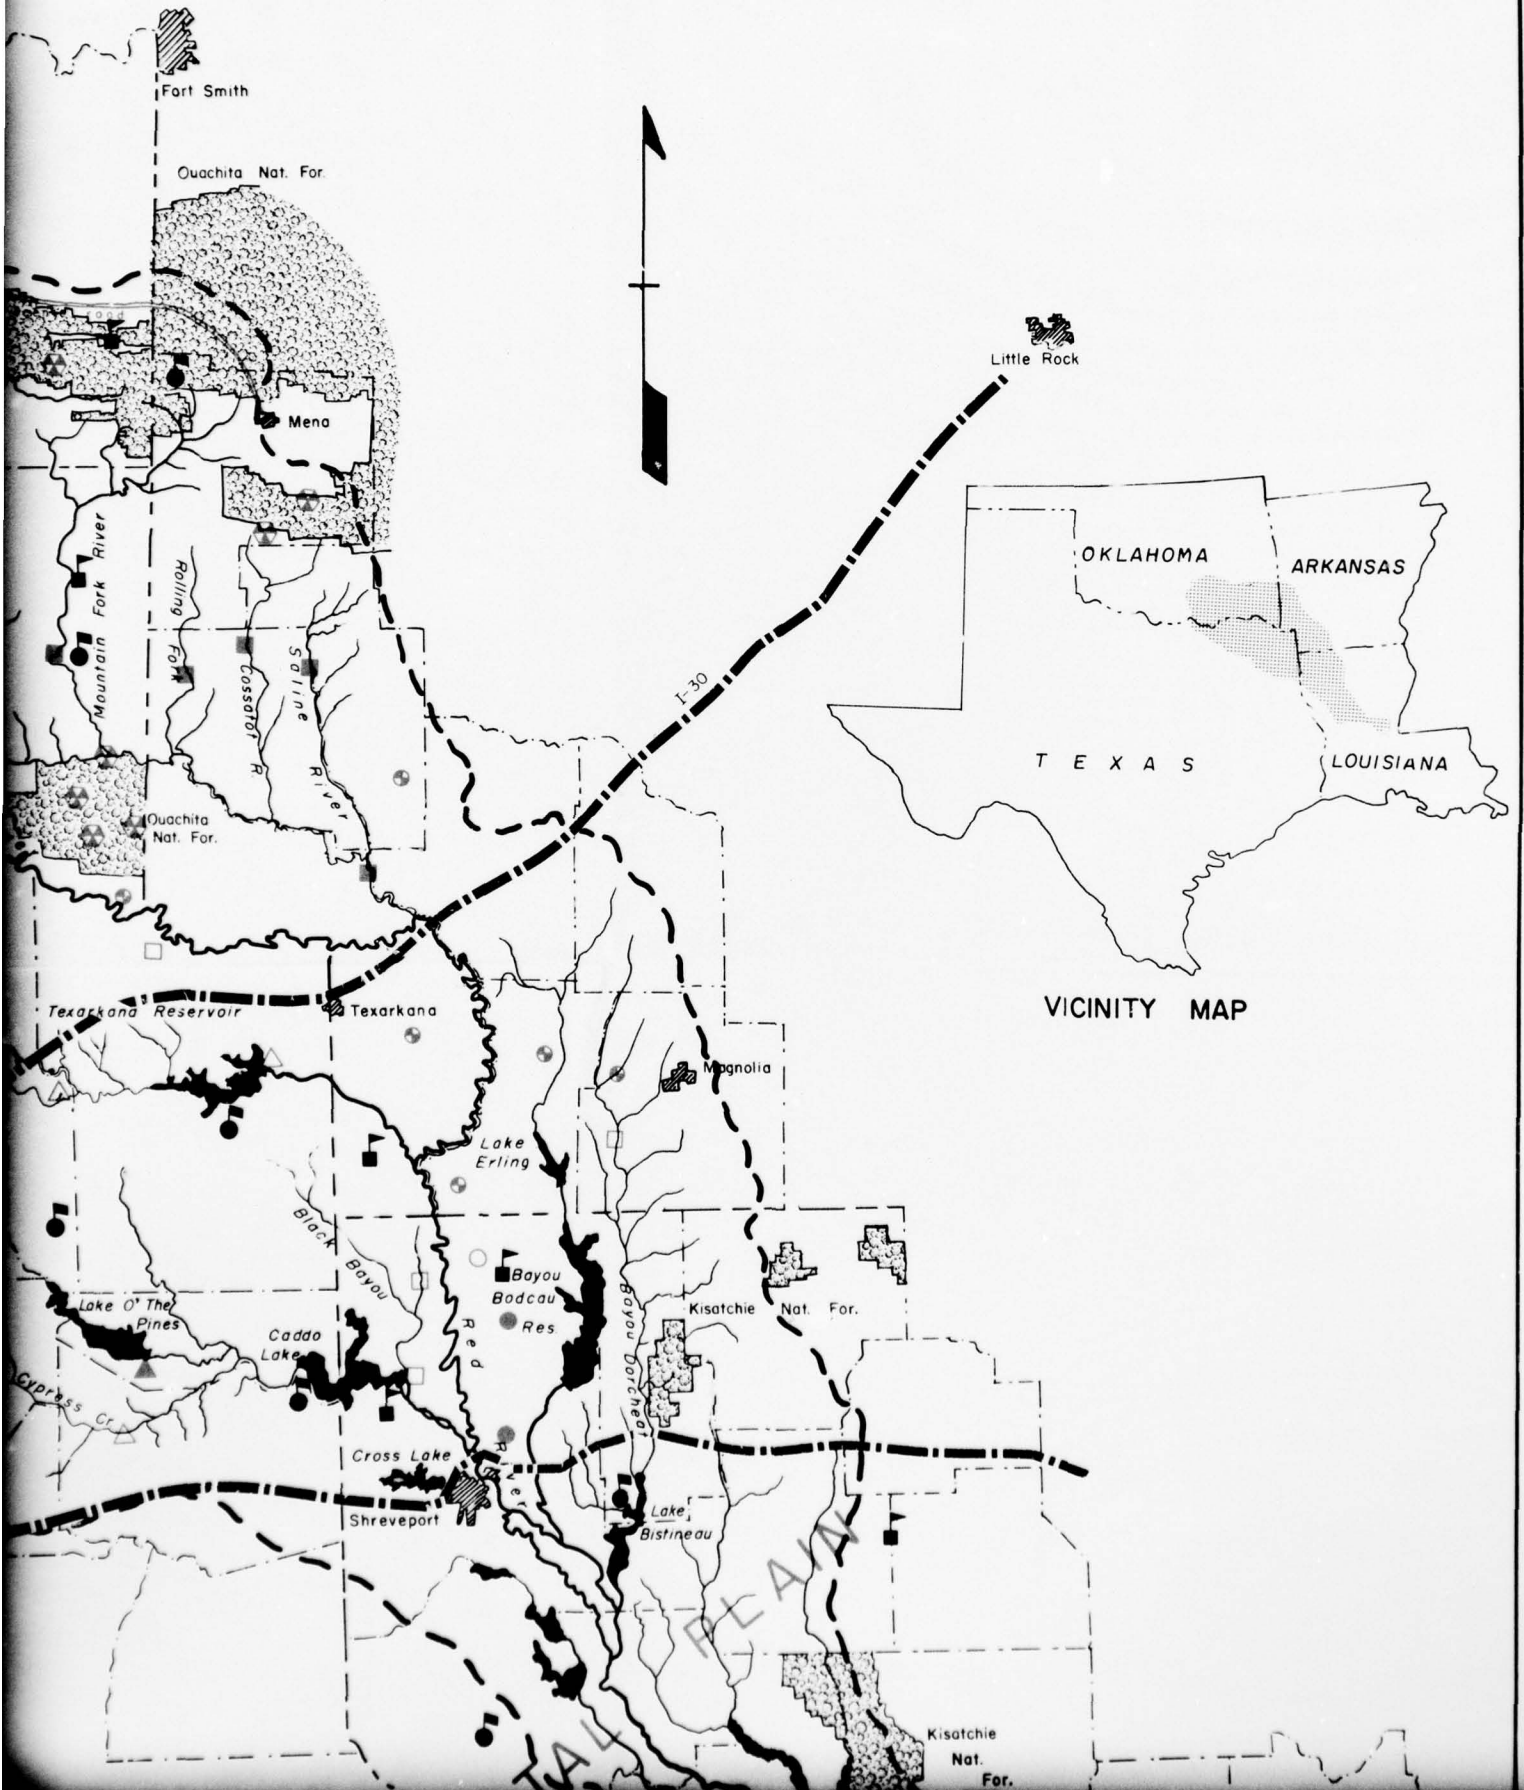 Fort Smith
Ouachita Nat. For.
Little Rock
Mena
Mountain Fork River
Rolling
Fork
Cossatot R
Saline
River
OKLAHOMA
ARKANSAS
TEXAS
LOUISIANA
VICINITY MAP
I-30
Ouachita
Nat. For.
Texarkana Reservoir
Texarkana
Magnolia
Lake
Erling
Black
Bayou
Bayou
Bodcau
Res
Red
River
Bayou Dorcheat
Kisatchie Nat. For.
Lake O' The
Pines
Caddo
Lake
Cypress Cr.
Cross Lake
Shreveport
Lake
Bistineau
PLAIN
TAL
Kisatchie
Nat.
For.